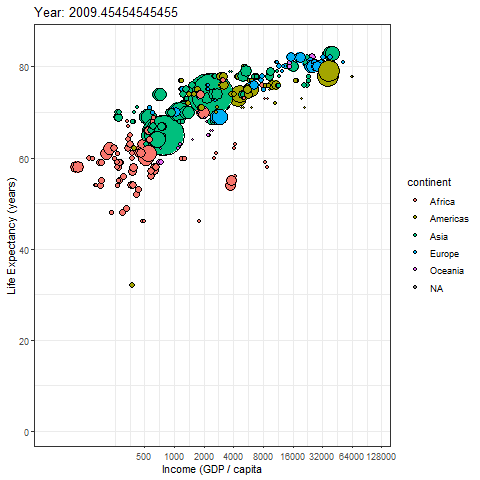 Year: 2009.45454545455
80
60
40
20
0
Life Expectancy (years)
500 1000 2000 4000 8000 16000 32000 64000 128000
Income (GDP / capita
continent
Africa
Americas
Asia
Europe
Oceania
NA